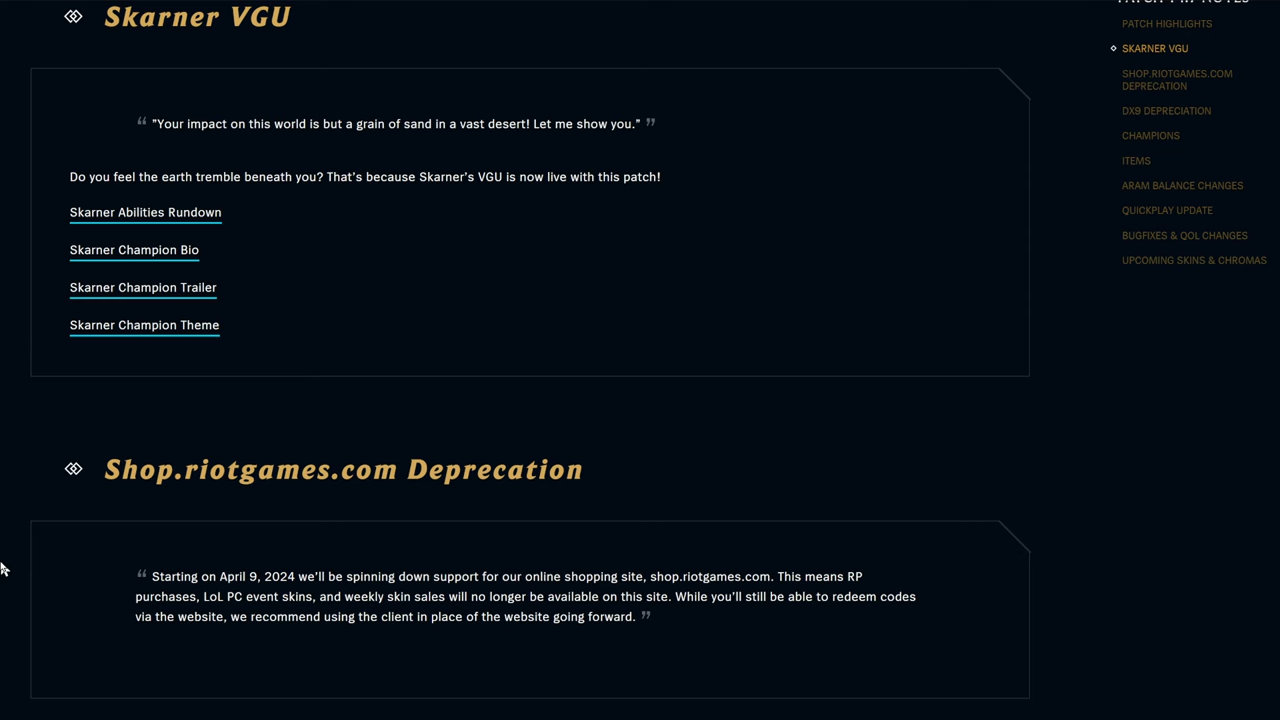 Skarner VGU
“ "Your impact on this world is but a grain of sand in a vast desert! Let me show you.” ”
Do you feel the earth tremble beneath you? That’s because Skarner’s VGU is now live with this patch!
Skarner Abilities Rundown
Skarner Champion Bio
Skarner Champion Trailer
Skarner Champion Theme
Shop.riotgames.com Deprecation
“ Starting on April 9, 2024 we’ll be spinning down support for our online shopping site, shop.riotgames.com. This means RP
purchases, LoL PC event skins, and weekly skin sales will no longer be available on this site. While you’ll still be able to redeem codes
via the website, we recommend using the client in place of the website going forward. ”
PATCH HIGHLIGHTS
SKARNER VGU
SHOP.RIOTGAMES.COM
DEPRECATION
DX9 DEPRECIATION
CHAMPIONS
ITEMS
ARAM BALANCE CHANGES
QUICKPLAY UPDATE
BUGFIXES & QOL CHANGES
UPCOMING SKINS & CHROMAS